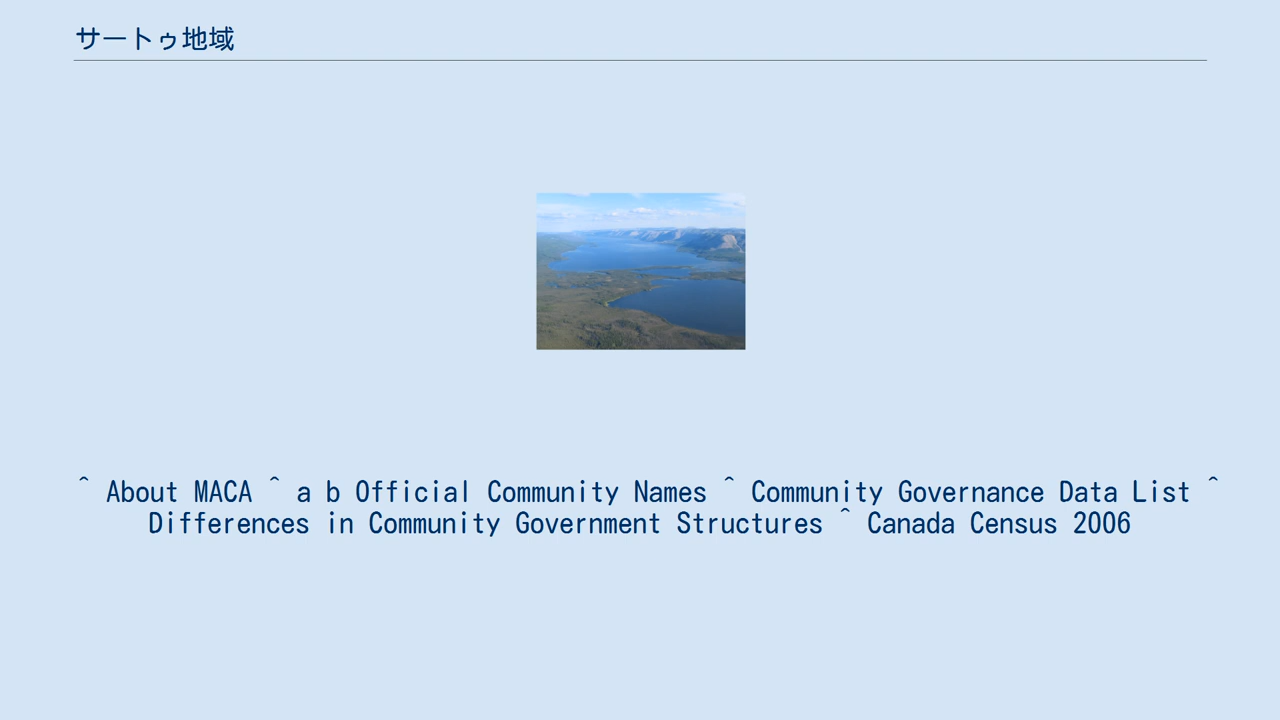 サートゥ地域
^ About MACA ^ a b Official Community Names ^ Community Governance Data List ^
Differences in Community Government Structures ^ Canada Census 2006